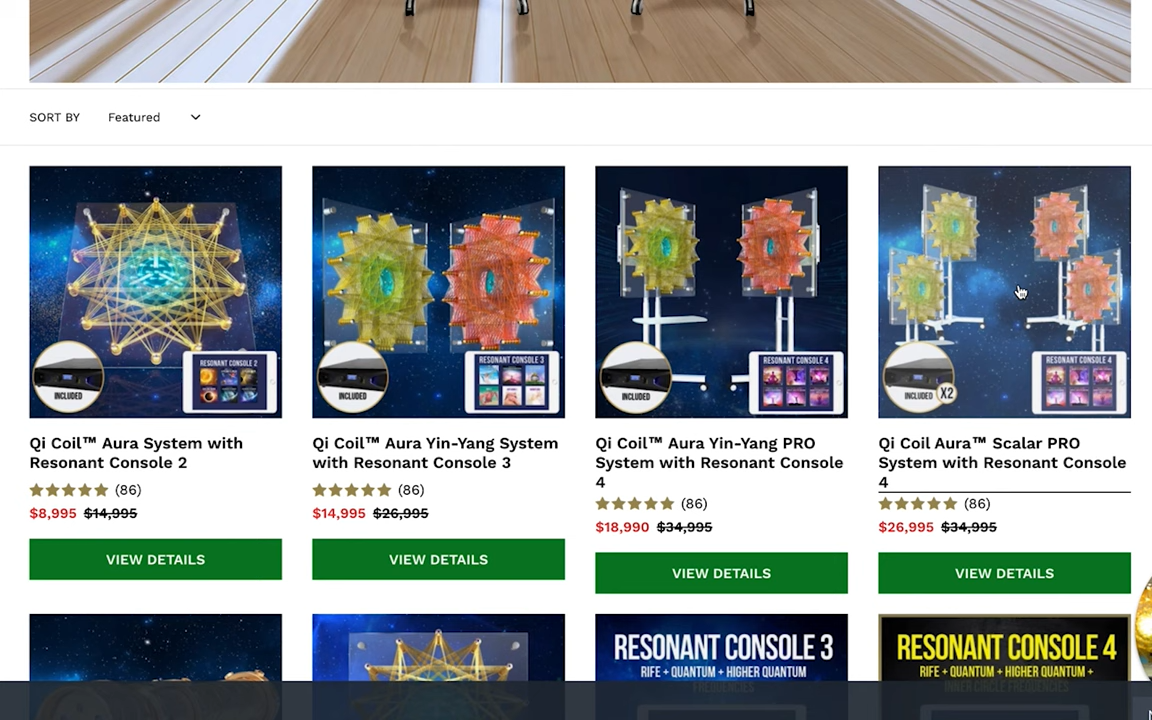 SORT BY Featured
RESONANT CONSOLE 2
INCLUDED
RESONANT CONSOLE 3
INCLUDED
RESONANT CONSOLE 4
INCLUDED
RESONANT CONSOLE 4
INCLUDED X2
Qi Coil™ Aura System with
Resonant Console 2
(86)
$8,995 $14,995
VIEW DETAILS
Qi Coil™ Aura Yin-Yang System
with Resonant Console 3
(86)
$14,995 $26,995
VIEW DETAILS
Qi Coil™ Aura Yin-Yang PRO
System with Resonant Console
4
(86)
$18,990 $34,995
VIEW DETAILS
Qi Coil Aura™ Scalar PRO
System with Resonant Console
4
(86)
$26,995 $34,995
VIEW DETAILS
RESONANT CONSOLE 3
RIFE + QUANTUM + HIGHER QUANTUM
FREQUENCIES
RESONANT CONSOLE 4
RIFE + QUANTUM + HIGHER QUANTUM +
INNER CIRCLE FREQUENCIES